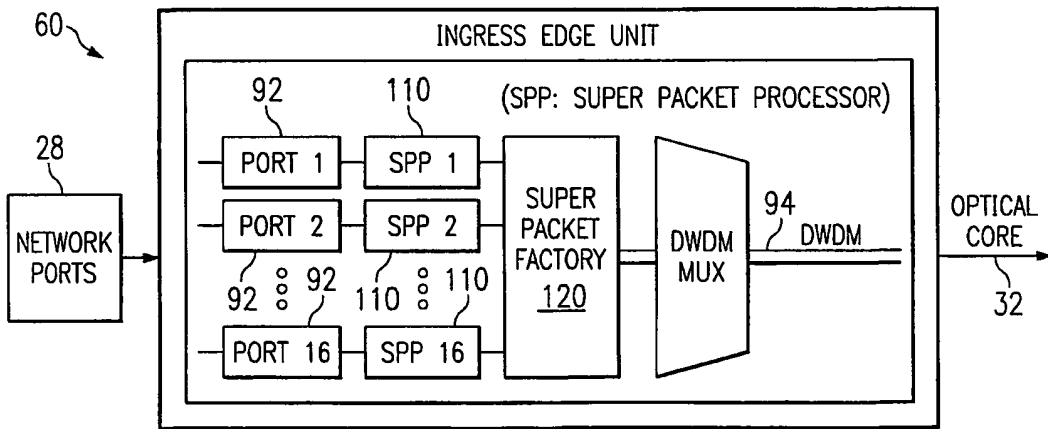 60
INGRESS EDGE UNIT
(SPP: SUPER PACKET PROCESSOR)
92
110
28
PORT 1
SPP 1
NETWORK
PORTS
PORT 2
SPP 2
92
92
110
110
PORT 16
SPP 16
SUPER
PACKET
FACTORY
120
DWDM
MUX
94
DWDM
OPTICAL
CORE
32